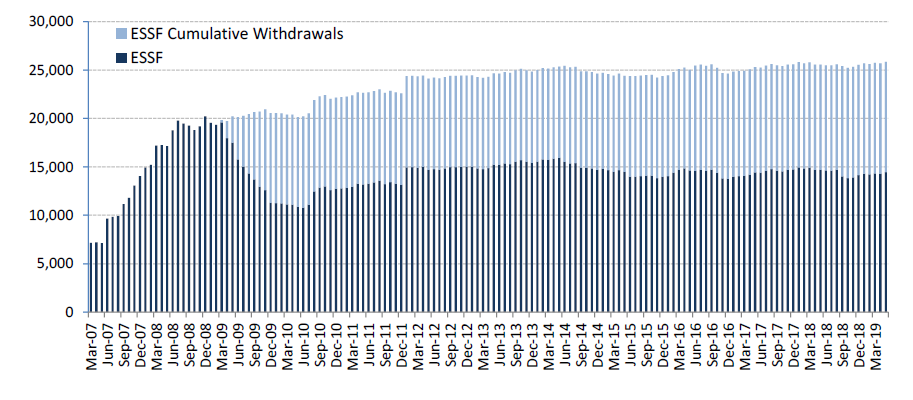 30,000
25,000
20,000
15,000
10,000
5,000
0
ESSF Cumulative Withdrawals
ESSF
Mar-07
Jun-07
Sep-07
Dec-07
Mar-08
Jun-08
Sep-08
Dec-08
Mar-09
Jun-09
Sep-09
Dec-09
Mar-10
Jun-10
Sep-10
Dec-10
Mar-11
Jun-11
Sep-11
Dec-11
Mar-12
Jun-12
Sep-12
Dec-12
Mar-13
Jun-13
Sep-13
Dec-13
Mar-14
Jun-14
Sep-14
Dec-14
Mar-15
Jun-15
Sep-15
Dec-15
Mar-16
Jun-16
Sep-16
Dec-16
Mar-17
Jun-17
Sep-17
Dec-17
Mar-18
Jun-18
Sep-18
Dec-18
Mar-19